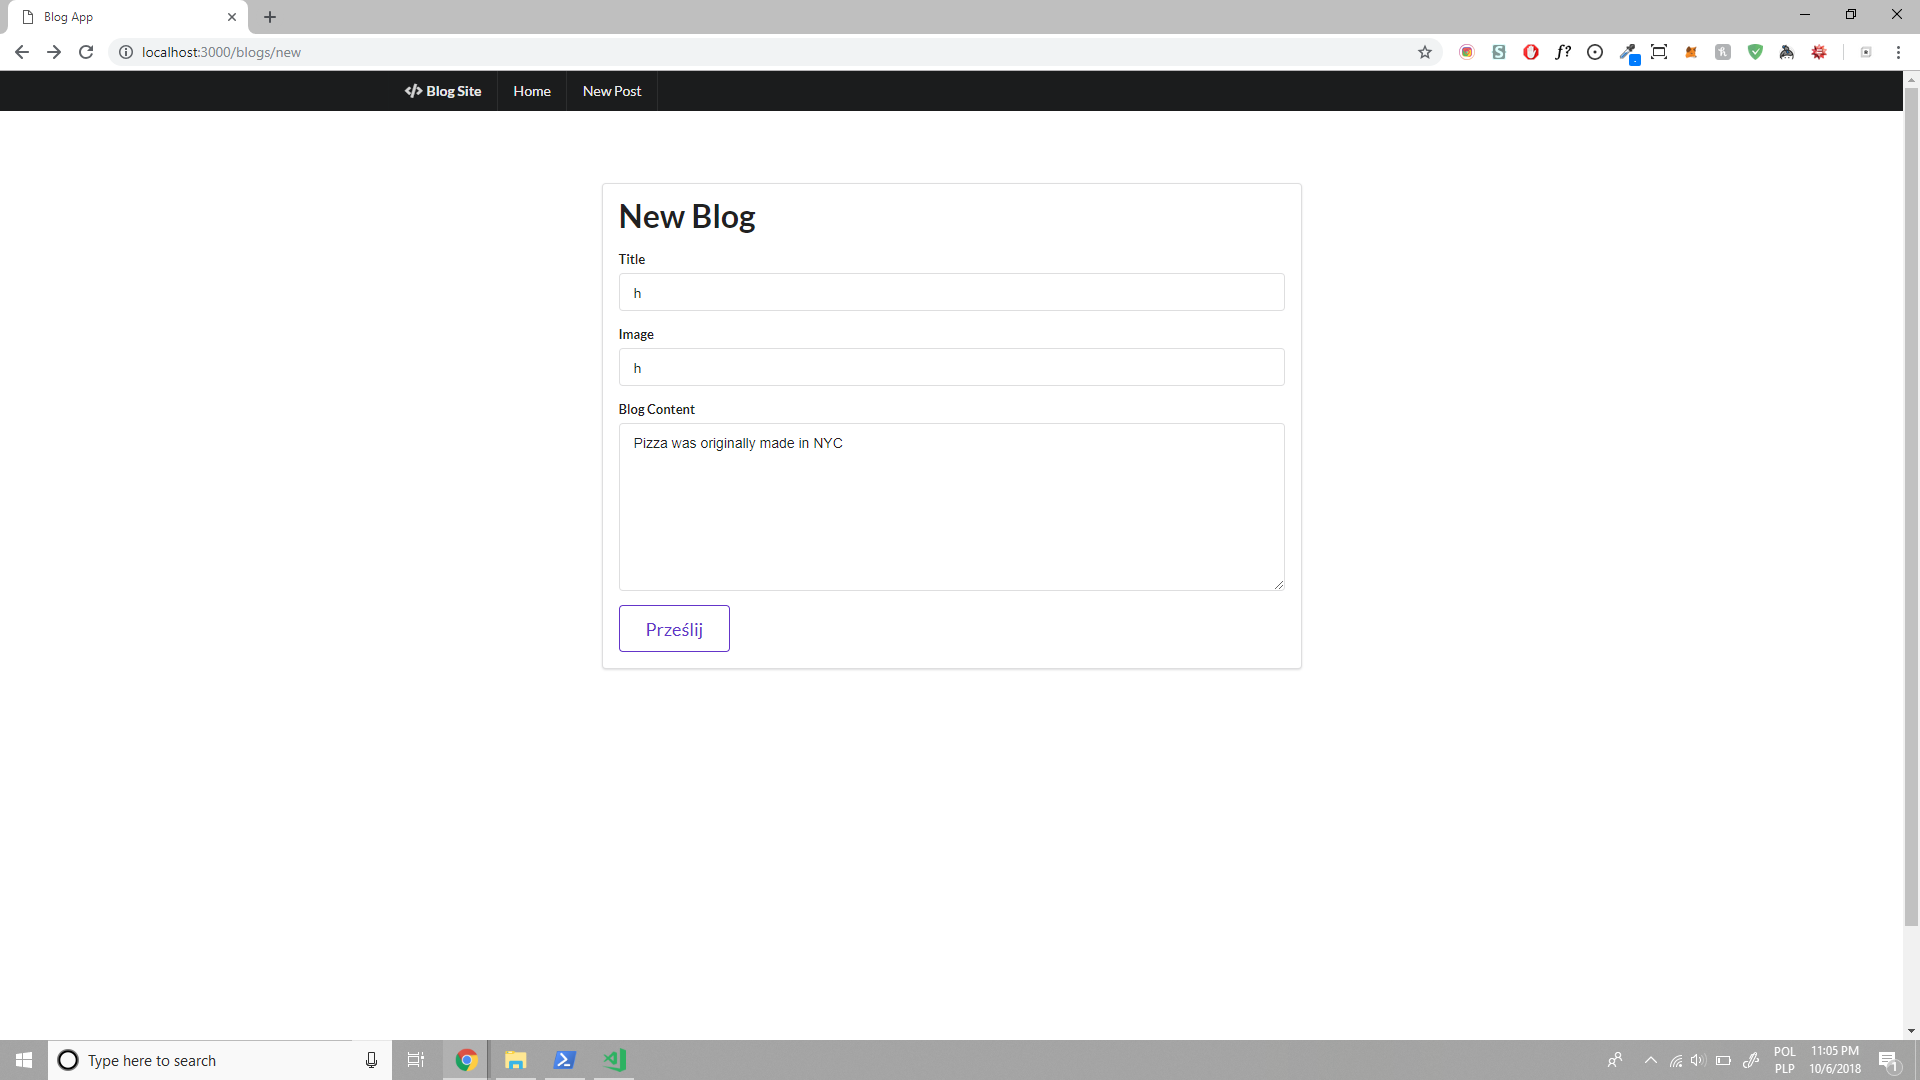 Blog App
localhost:3000/blogs/new
f?
Blog Site
Home
New Post
New Blog
Title
h
Image
h
Blog Content
Pizza was originally made in NYC
Prześlij
Type here to search
POL
PLP
11:05 PM
10/6/2018
1